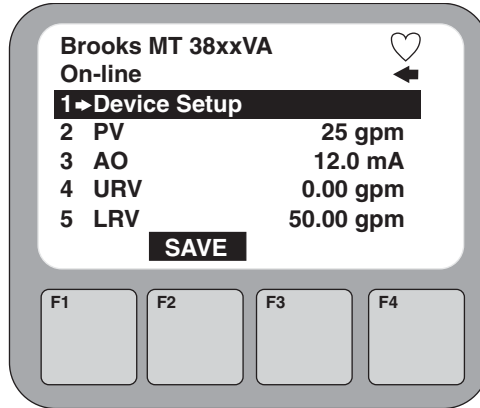 Brooks MT 38xxVA
On-line
1 Device Setup
2 PV 25 gpm
3 AO 12.0 mA
4 URV 0.00 gpm
5 LRV 50.00 gpm
SAVE
F1 F2 F3 F4